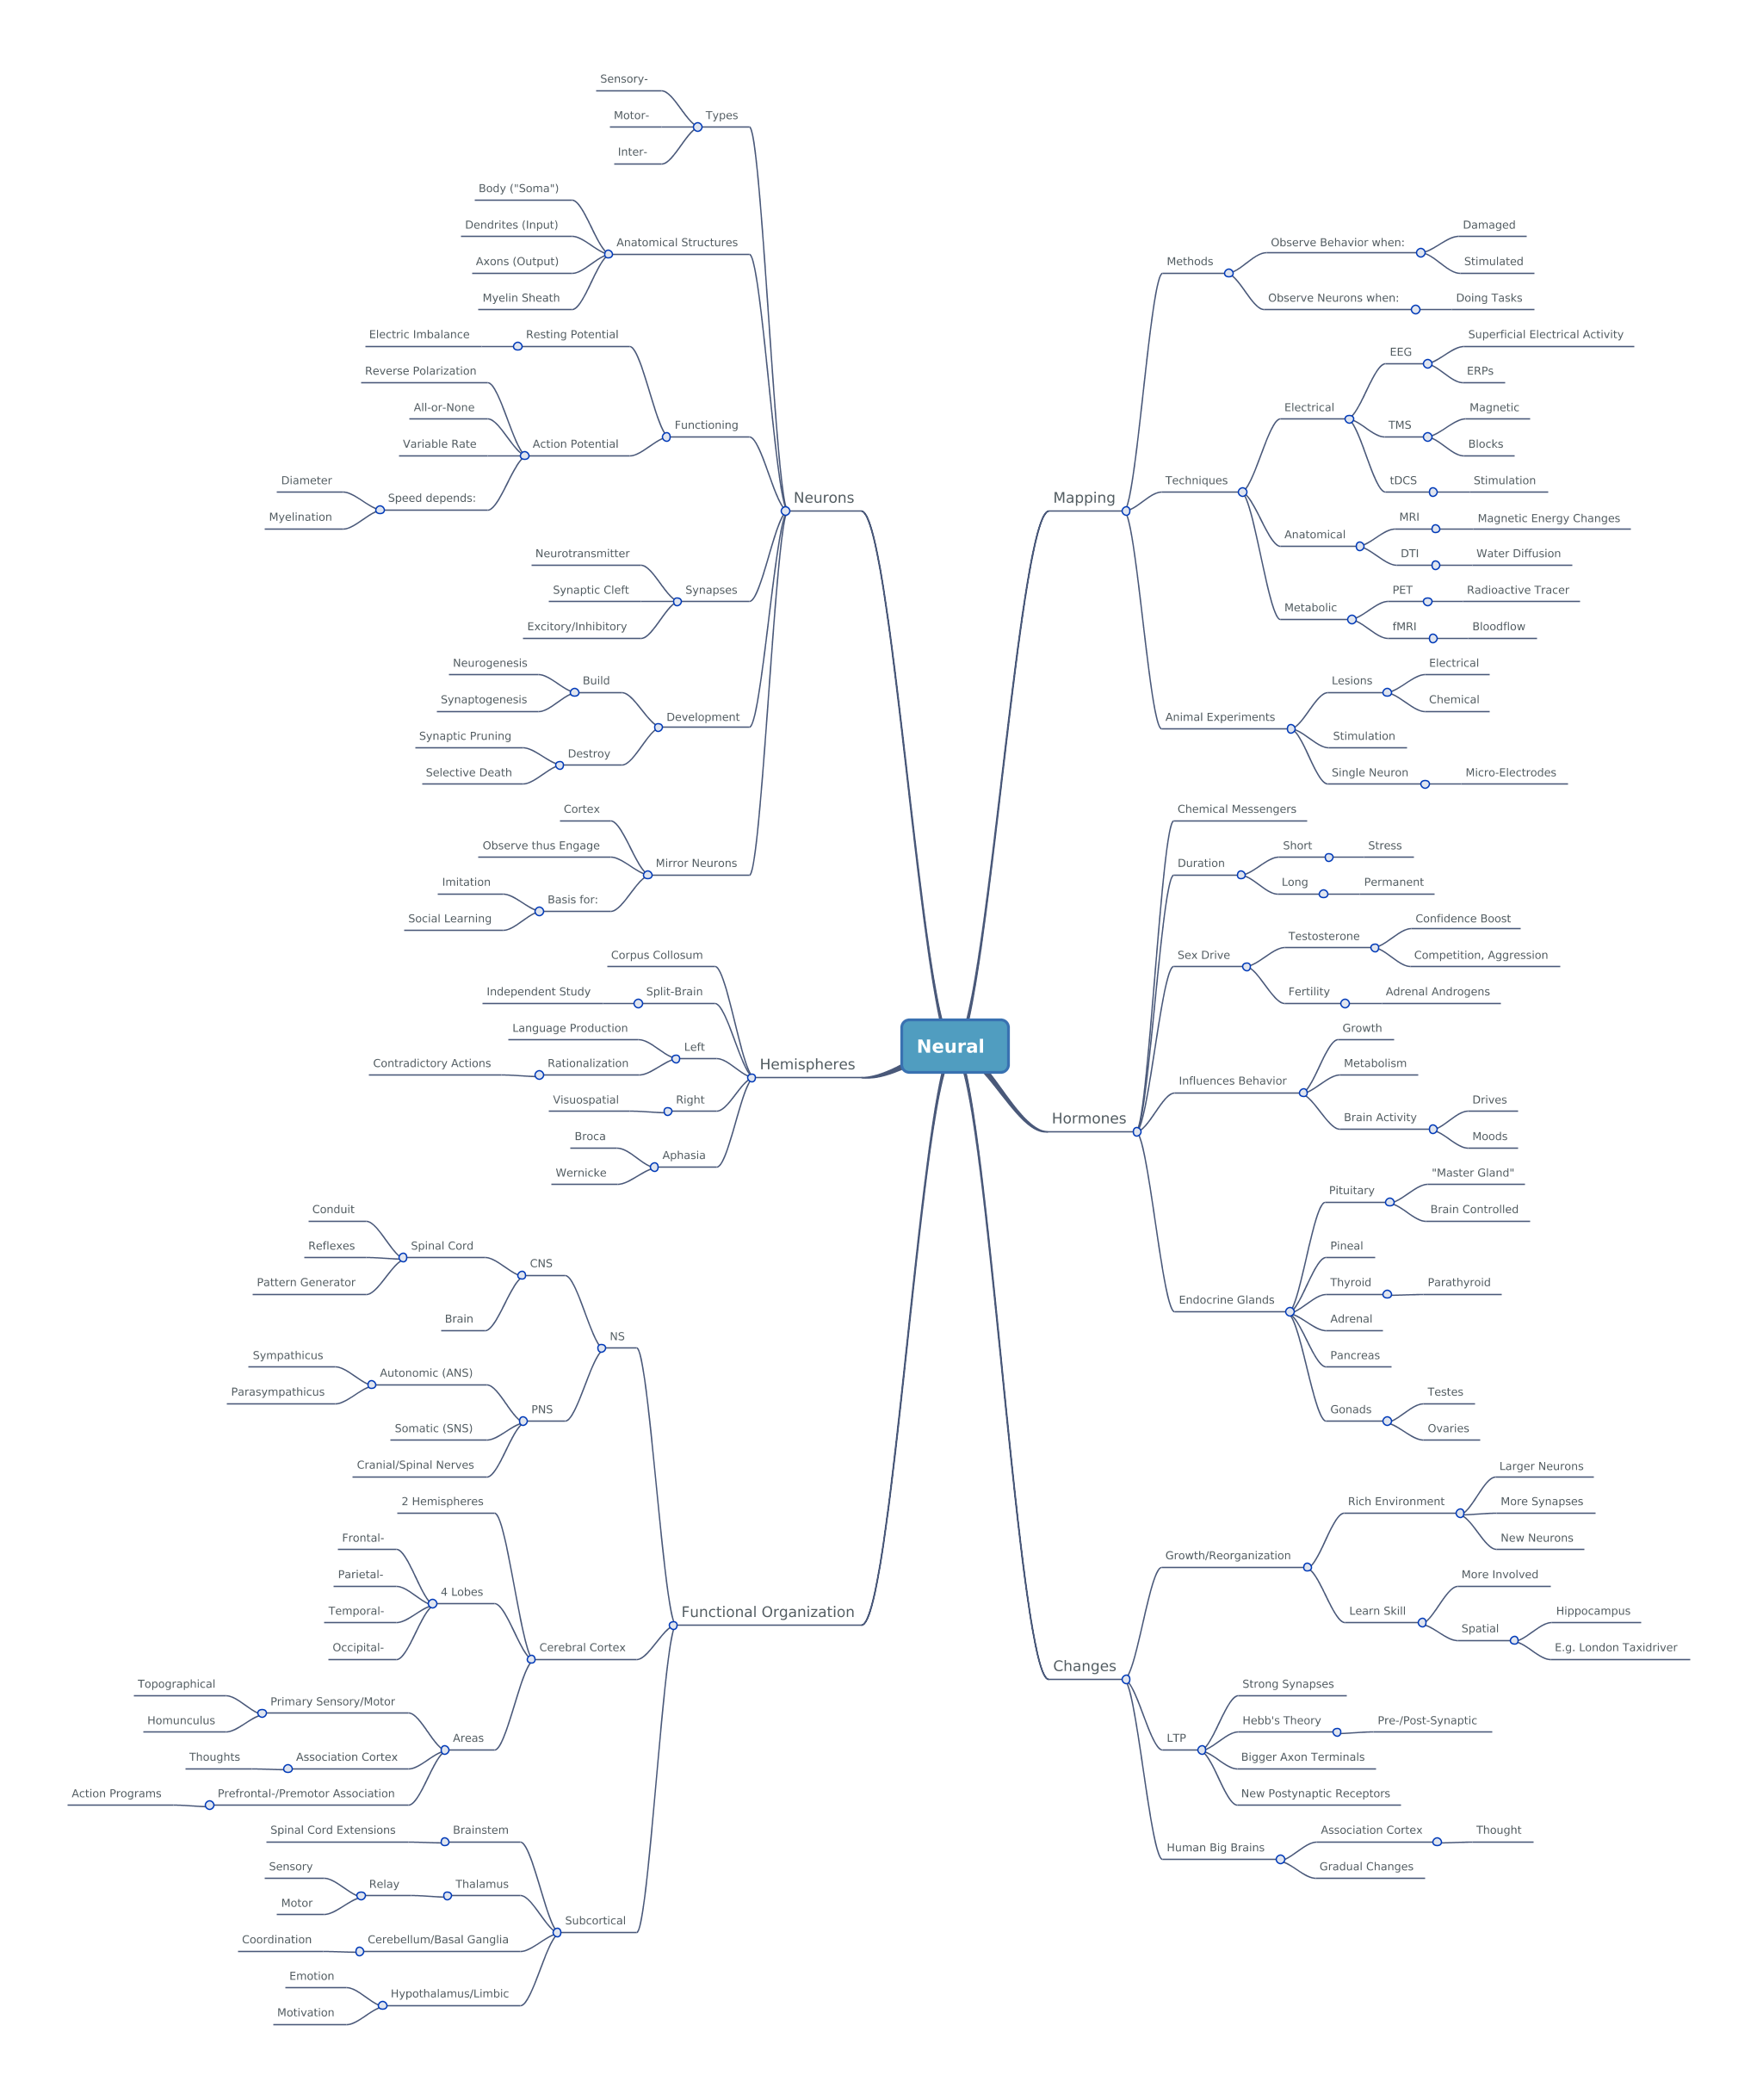 Neural
Neurons
Types
Sensory-
Motor-
Inter-
Anatomical Structures
Body ("Soma")
Dendrites (Input)
Axons (Output)
Myelin Sheath
Functioning
Resting Potential
Electric Imbalance
Action Potential
Reverse Polarization
All-or-None
Variable Rate
Speed depends:
Diameter
Myelination
Synapses
Neurotransmitter
Synaptic Cleft
Excitory/Inhibitory
Development
Build
Neurogenesis
Synaptogenesis
Destroy
Synaptic Pruning
Selective Death
Mirror Neurons
Cortex
Observe thus Engage
Basis for:
Imitation
Social Learning
Hemispheres
Corpus Collosum
Split-Brain
Independent Study
Left
Language Production
Rationalization
Contradictory Actions
Right
Visuospatial
Aphasia
Broca
Wernicke
Functional Organization
NS
CNS
Spinal Cord
Conduit
Reflexes
Pattern Generator
Brain
PNS
Autonomic (ANS)
Sympathicus
Parasympathicus
Somatic (SNS)
Cranial/Spinal Nerves
Cerebral Cortex
2 Hemispheres
4 Lobes
Frontal-
Parietal-
Temporal-
Occipital-
Areas
Primary Sensory/Motor
Topographical
Homunculus
Association Cortex
Thoughts
Prefrontal-/Premotor Association
Action Programs
Subcortical
Brainstem
Spinal Cord Extensions
Thalamus
Relay
Sensory
Motor
Cerebellum/Basal Ganglia
Coordination
Hypothalamus/Limbic
Emotion
Motivation
Mapping
Methods
Observe Behavior when:
Damaged
Stimulated
Observe Neurons when:
Doing Tasks
Techniques
Electrical
EEG
Superficial Electrical Activity
ERPs
TMS
Magnetic
Blocks
tDCS
Stimulation
Anatomical
MRI
Magnetic Energy Changes
DTI
Water Diffusion
Metabolic
PET
Radioactive Tracer
fMRI
Bloodflow
Animal Experiments
Lesions
Electrical
Chemical
Stimulation
Single Neuron
Micro-Electrodes
Hormones
Chemical Messengers
Duration
Short
Stress
Long
Permanent
Sex Drive
Testosterone
Confidence Boost
Competition, Aggression
Fertility
Adrenal Androgens
Influences Behavior
Growth
Metabolism
Brain Activity
Drives
Moods
Endocrine Glands
Pituitary
"Master Gland"
Brain Controlled
Pineal
Thyroid
Parathyroid
Adrenal
Pancreas
Gonads
Testes
Ovaries
Changes
Growth/Reorganization
Rich Environment
Larger Neurons
More Synapses
New Neurons
Learn Skill
More Involved
Spatial
Hippocampus
E.g. London Taxidriver
LTP
Strong Synapses
Hebb's Theory
Pre-/Post-Synaptic
Bigger Axon Terminals
New Postynaptic Receptors
Human Big Brains
Association Cortex
Thought
Gradual Changes